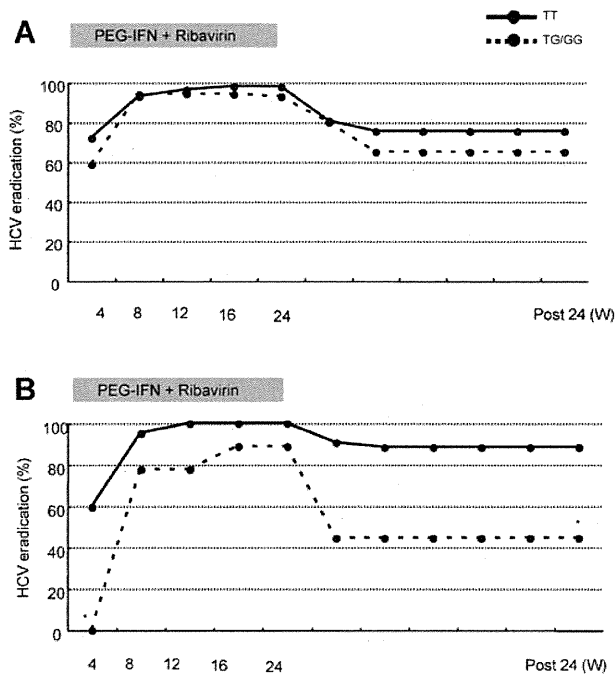 TT
TG/GG
A
PEG-IFN + Ribavirin
HCV eradication (%)
100
80
60
40
20
0
4 8 12 16 24 Post 24 (W)
B
PEG-IFN + Ribavirin
HCV eradication (%)
100
80
60
40
20
0
4 8 12 16 24 Post 24 (W)